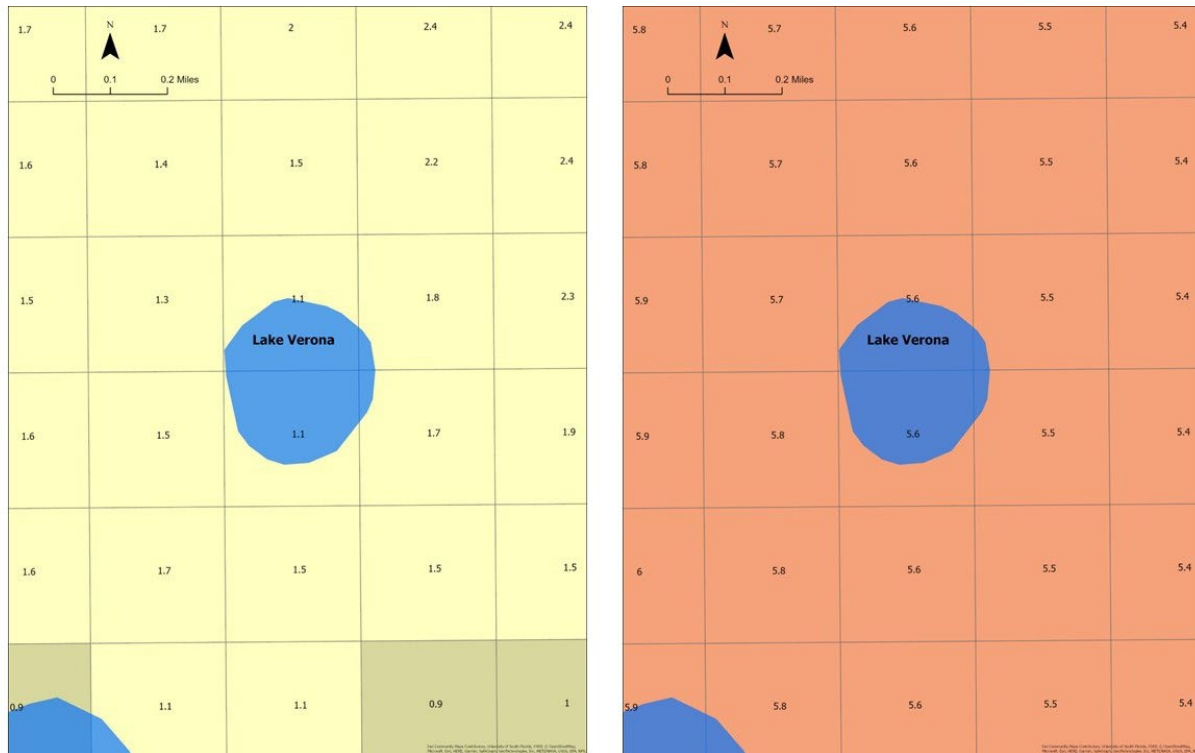 1.7 1.7 2 2.4 2.4
N
0 0.1 0.2 Miles
1.6 1.4 1.5 2.2 2.4
1.5 1.3 1.1 1.8 2.3
Lake Verona
1.6 1.5 1.1 1.7 1.9
1.6 1.7 1.5 1.5 1.5
0.9 1.1 1.1 0.9 1
5.8 5.7 5.6 5.5 5.4
N
0 0.1 0.2 Miles
5.8 5.7 5.6 5.5 5.4
5.9 5.7 5.6 5.5 5.4
Lake Verona
5.9 5.8 5.6 5.5 5.4
6 5.8 5.6 5.5 5.4
5.9 5.8 5.6 5.5 5.4